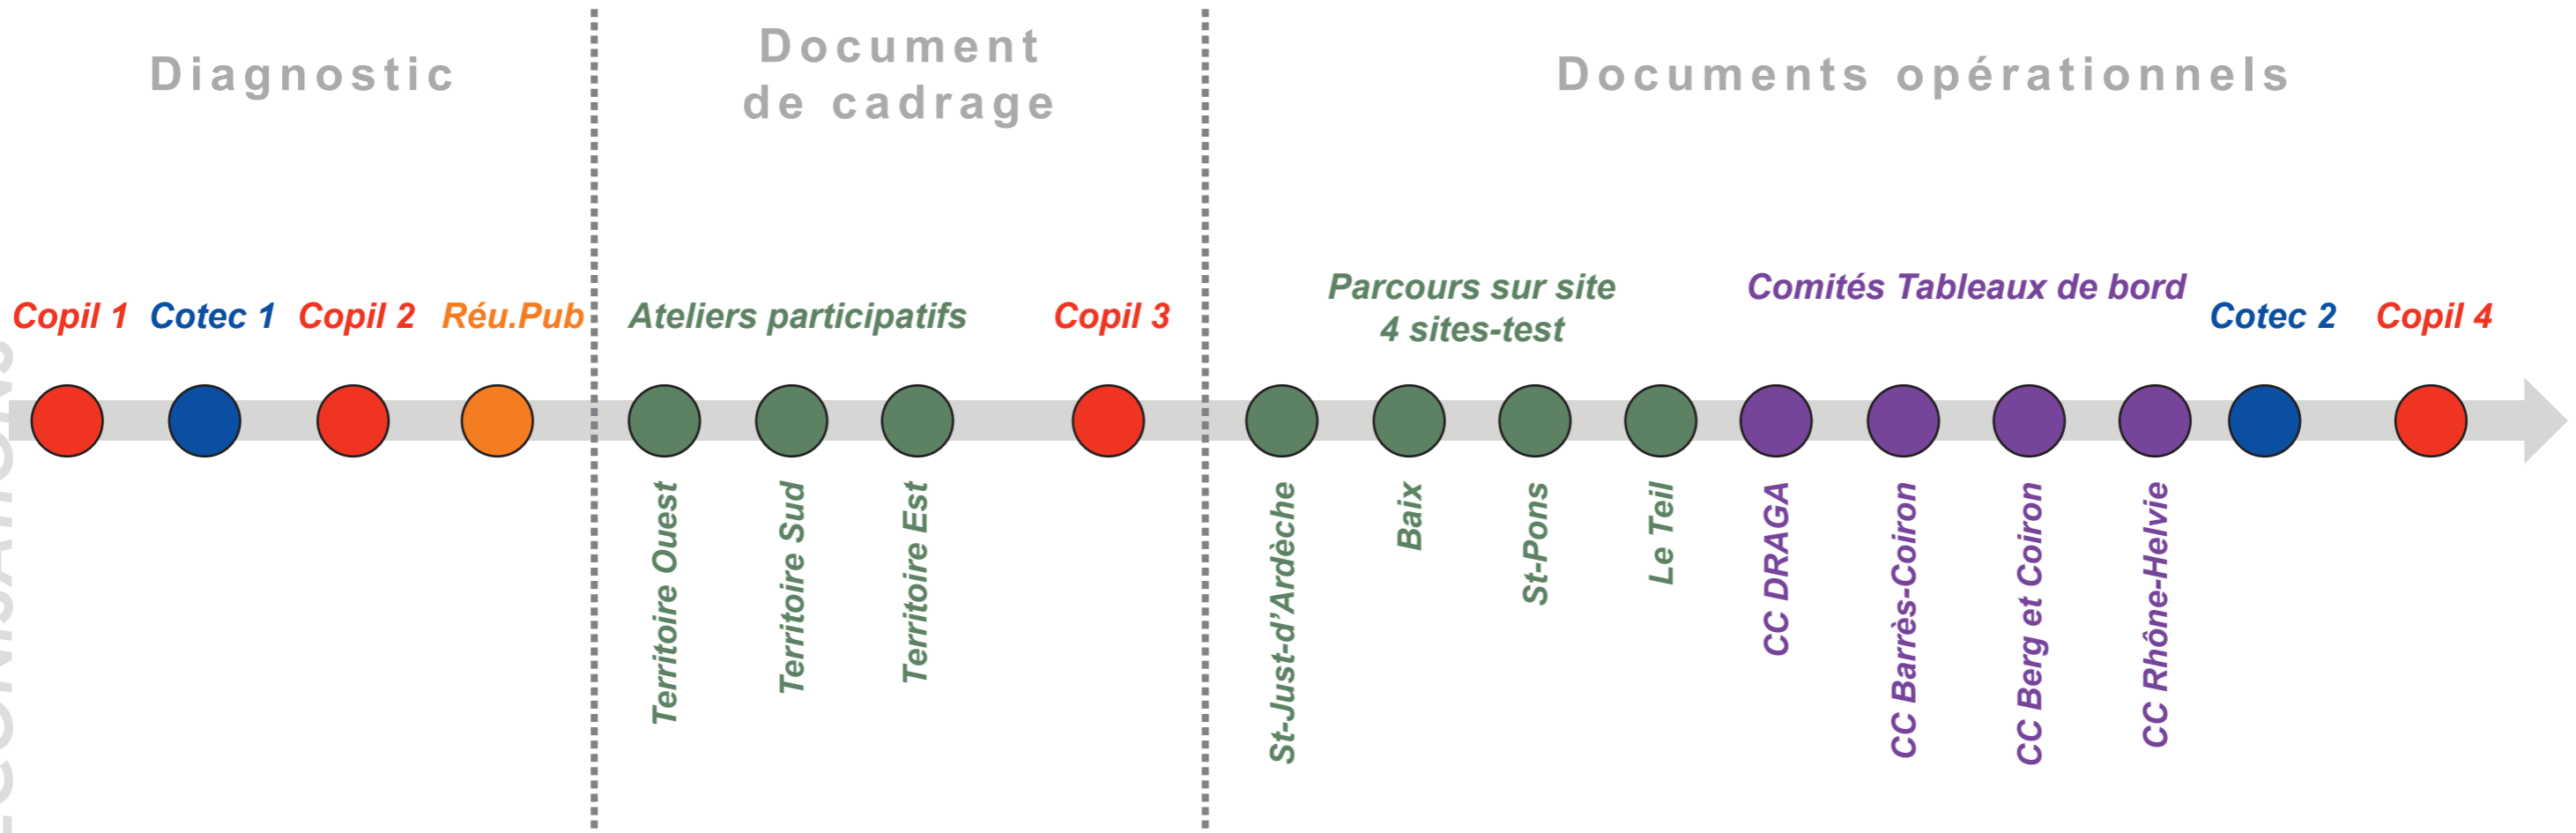 Diagnostic
Document
de cadrage
Documents opérationnels
Copil 1
Cotec 1
Copil 2
Réu.Pub
Ateliers participatifs
Copil 3
Parcours sur site
4 sites-test
Comités Tableaux de bord
Cotec 2
Copil 4
Territoire Ouest
Territoire Sud
Territoire Est
St-Just-d'Ardèche
Baix
St-Pons
Le Teil
CC DRAGA
CC Barrès-Coiron
CC Berg et Coiron
CC Rhône-Helvie